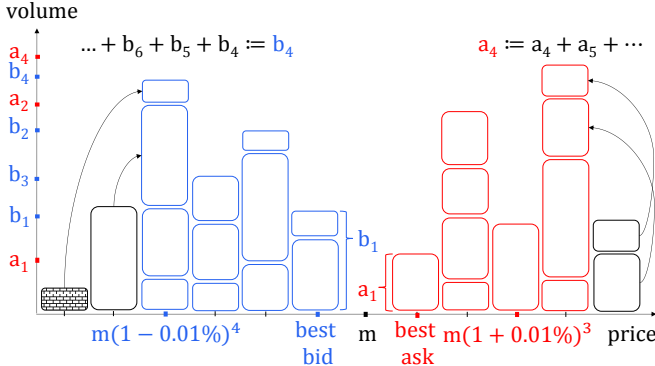 volume
… + b₆ + b₅ + b₄ ≔ b₄
a₄ ≔ a₄ + a₅ + ⋯
a₄
b₄
a₂
b₂
b₃
b₁
a₁
b₁
a₁
m(1 − 0.01%)⁴
best
bid
m
best
ask
m(1 + 0.01%)³
price